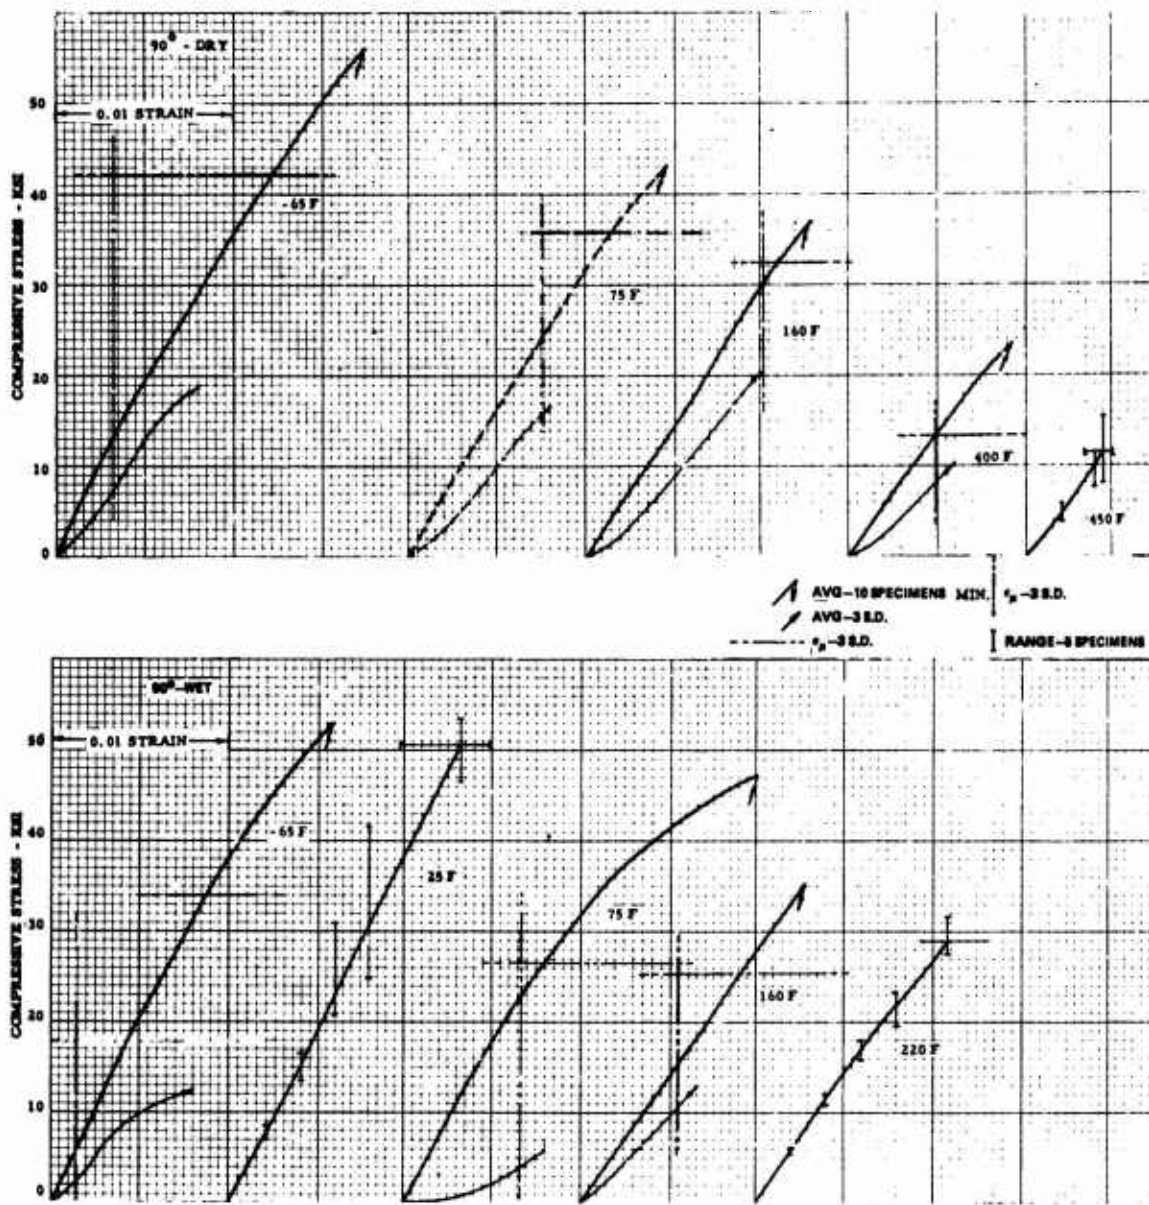 90° - DRY
50
0.01 STRAIN
40
-65 F
30
75 F
160 F
20
400 F
10
450 F
0
COMPRESSIVE STRESS - KSI
AVG-10 SPECIMENS MIN.
AVG-3 S.D.
-3 S.D.
-3 S.D.
RANGE-5 SPECIMENS
90°-WET
50
0.01 STRAIN
40
-65 F
25 F
30
75 F
20
160 F
220 F
10
0
COMPRESSIVE STRESS - KSI